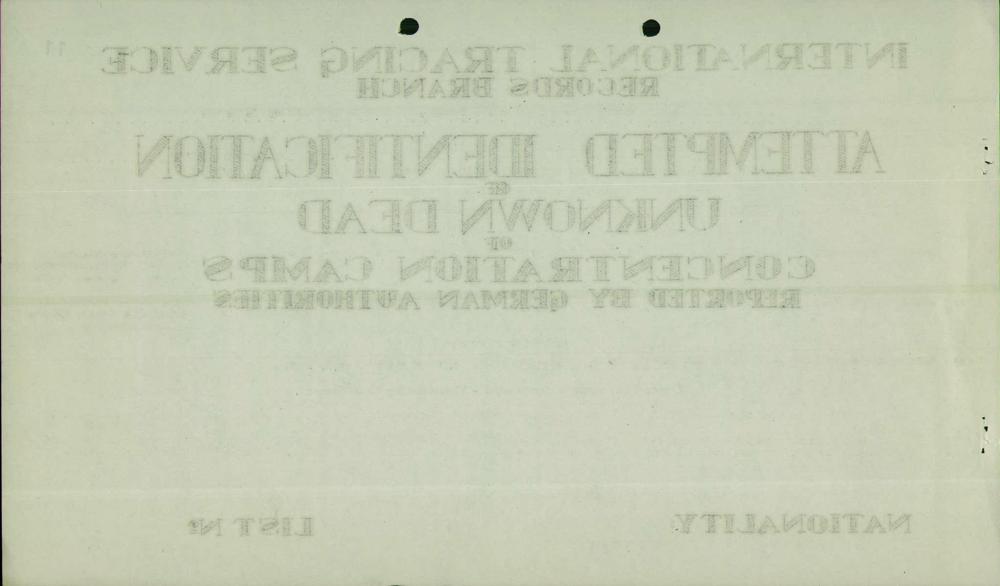 INTERNATIONAL TRACING SERVICE
RECORDS BRANCH
ATTEMPTED IDENTIFICATION
OF
UNKNOWN DEAD
OF
CONCENTRATION CAMPS
REPORTED BY GERMAN AUTHORITIES
NATIONALITY: LIST Nº